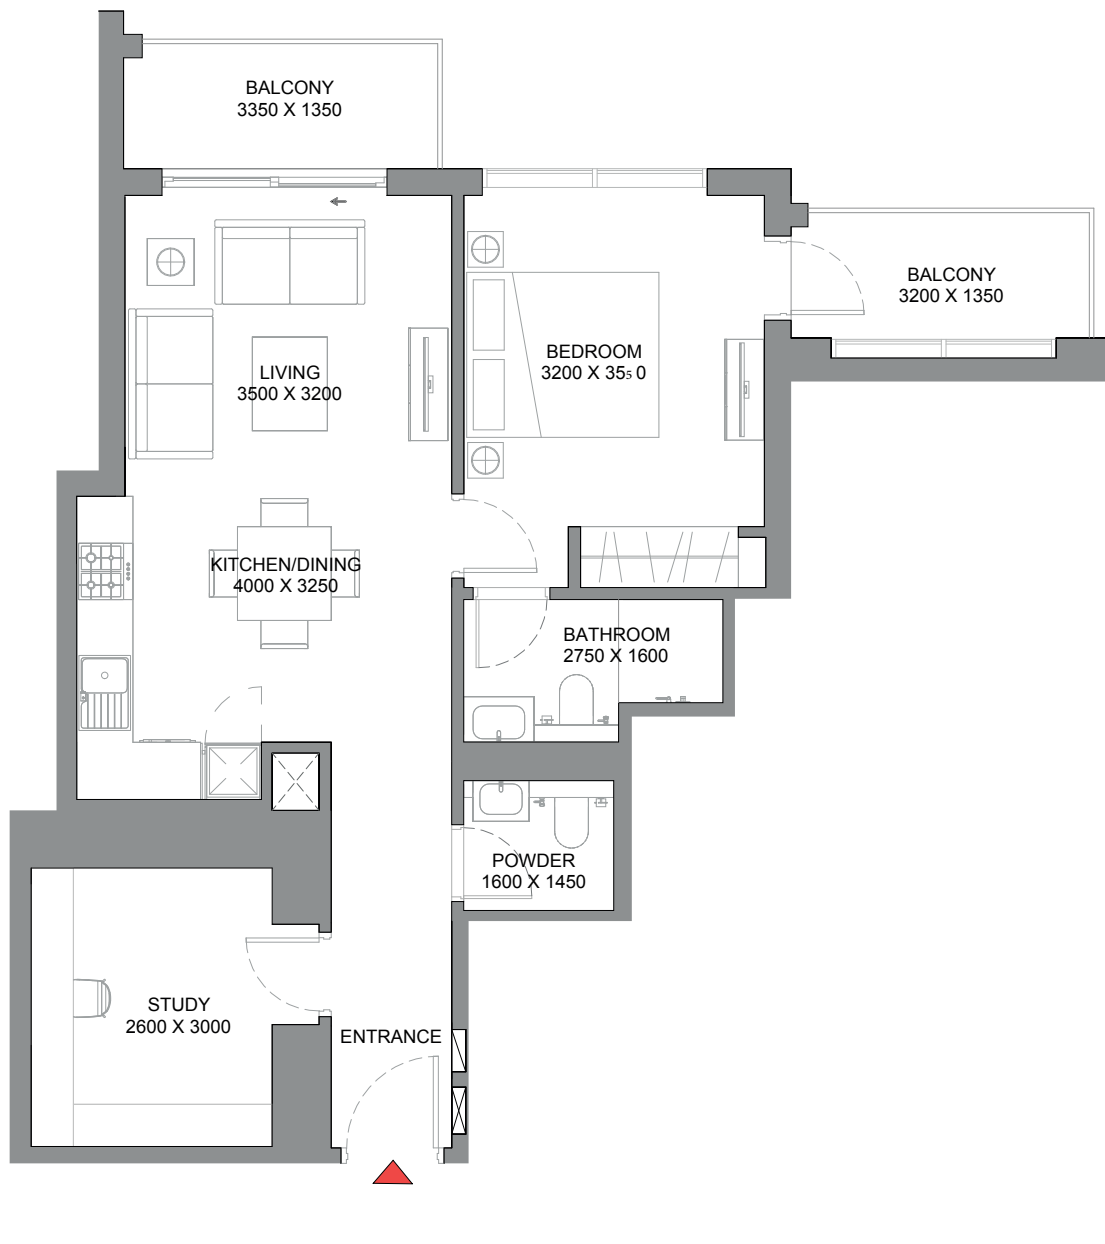 BALCONY
3350 X 1350
BALCONY
3200 X 1350
BEDROOM
3200 X 355 0
LIVING
3500 X 3200
KITCHEN/DINING
4000 X 3250
BATHROOM
2750 X 1600
POWDER
1600 X 1450
STUDY
2600 X 3000
ENTRANCE